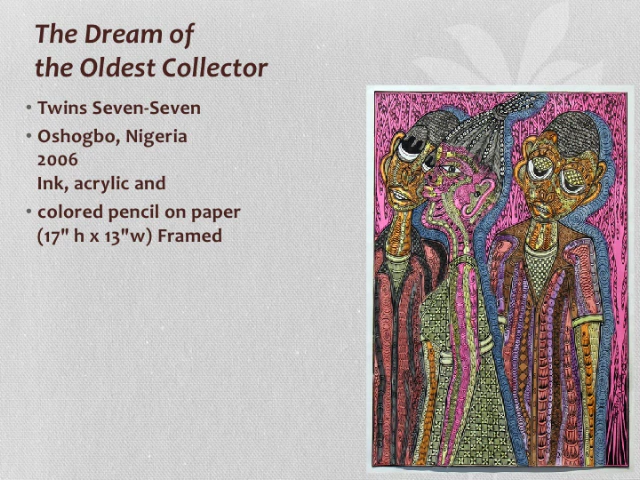 The Dream of
the Oldest Collector
• Twins Seven-Seven
• Oshogbo, Nigeria
2006
Ink, acrylic and
• colored pencil on paper
(17" h x 13"w) Framed